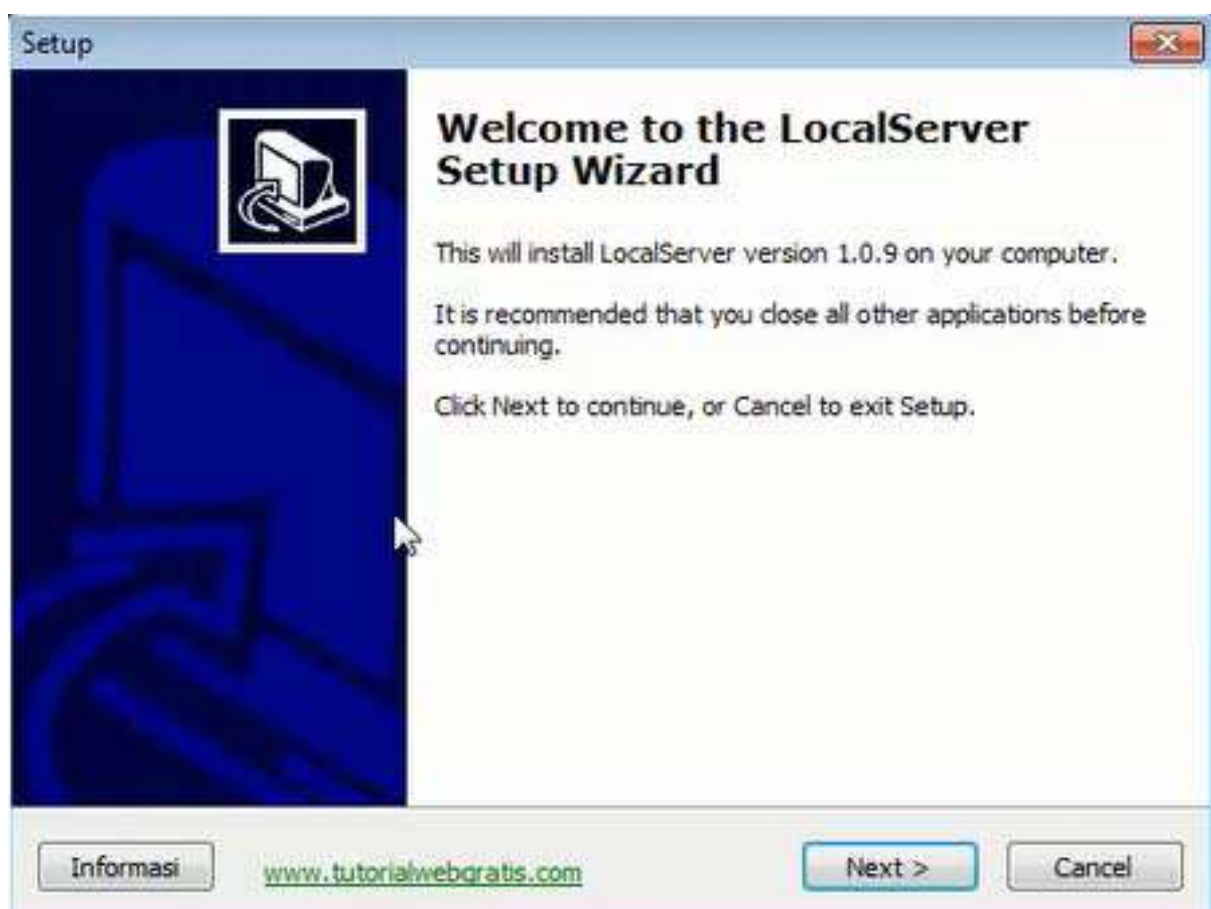 Setup
Welcome to the LocalServer
Setup Wizard
This will install LocalServer version 1.0.9 on your computer.
It is recommended that you close all other applications before
continuing.
Click Next to continue, or Cancel to exit Setup.
Informasi
www.tutorialwebgratis.com
Next >
Cancel